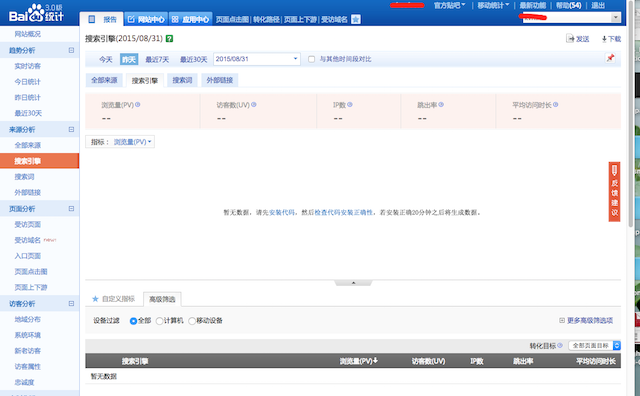 Bai 统计 3.0版
报告 网站中心 应用中心 页面点击图 转化路径 页面上下游 受访域名
官方贴吧 移动统计 最新功能 帮助(54) 退出
网站概况
趋势分析
实时访客
今日统计
昨日统计
最近30天
来源分析
全部来源
搜索引擎
搜索词
外部链接
页面分析
受访页面
受访域名 new!
入口页面
页面点击图
页面上下游
访客分析
地域分布
系统环境
新老访客
访客属性
忠诚度
搜索引擎(2015/08/31) ?
发送 下载
今天 昨天 最近7天 最近30天 2015/08/31 与其他时间段对比
全部来源 搜索引擎 搜索词 外部链接
浏览量(PV) 访客数(UV) IP数 跳出率 平均访问时长
-- -- -- -- --
指标： 浏览量(PV)
反馈建议
暂无数据，请先安装代码，然后检查代码安装正确性，若安装正确20分钟之后将生成数据。
自定义指标 高级筛选
设备过滤 全部 计算机 移动设备
更多高级筛选项
转化目标 全部页面目标
搜索引擎 浏览量(PV) 访客数(UV) IP数 跳出率 平均访问时长
暂无数据